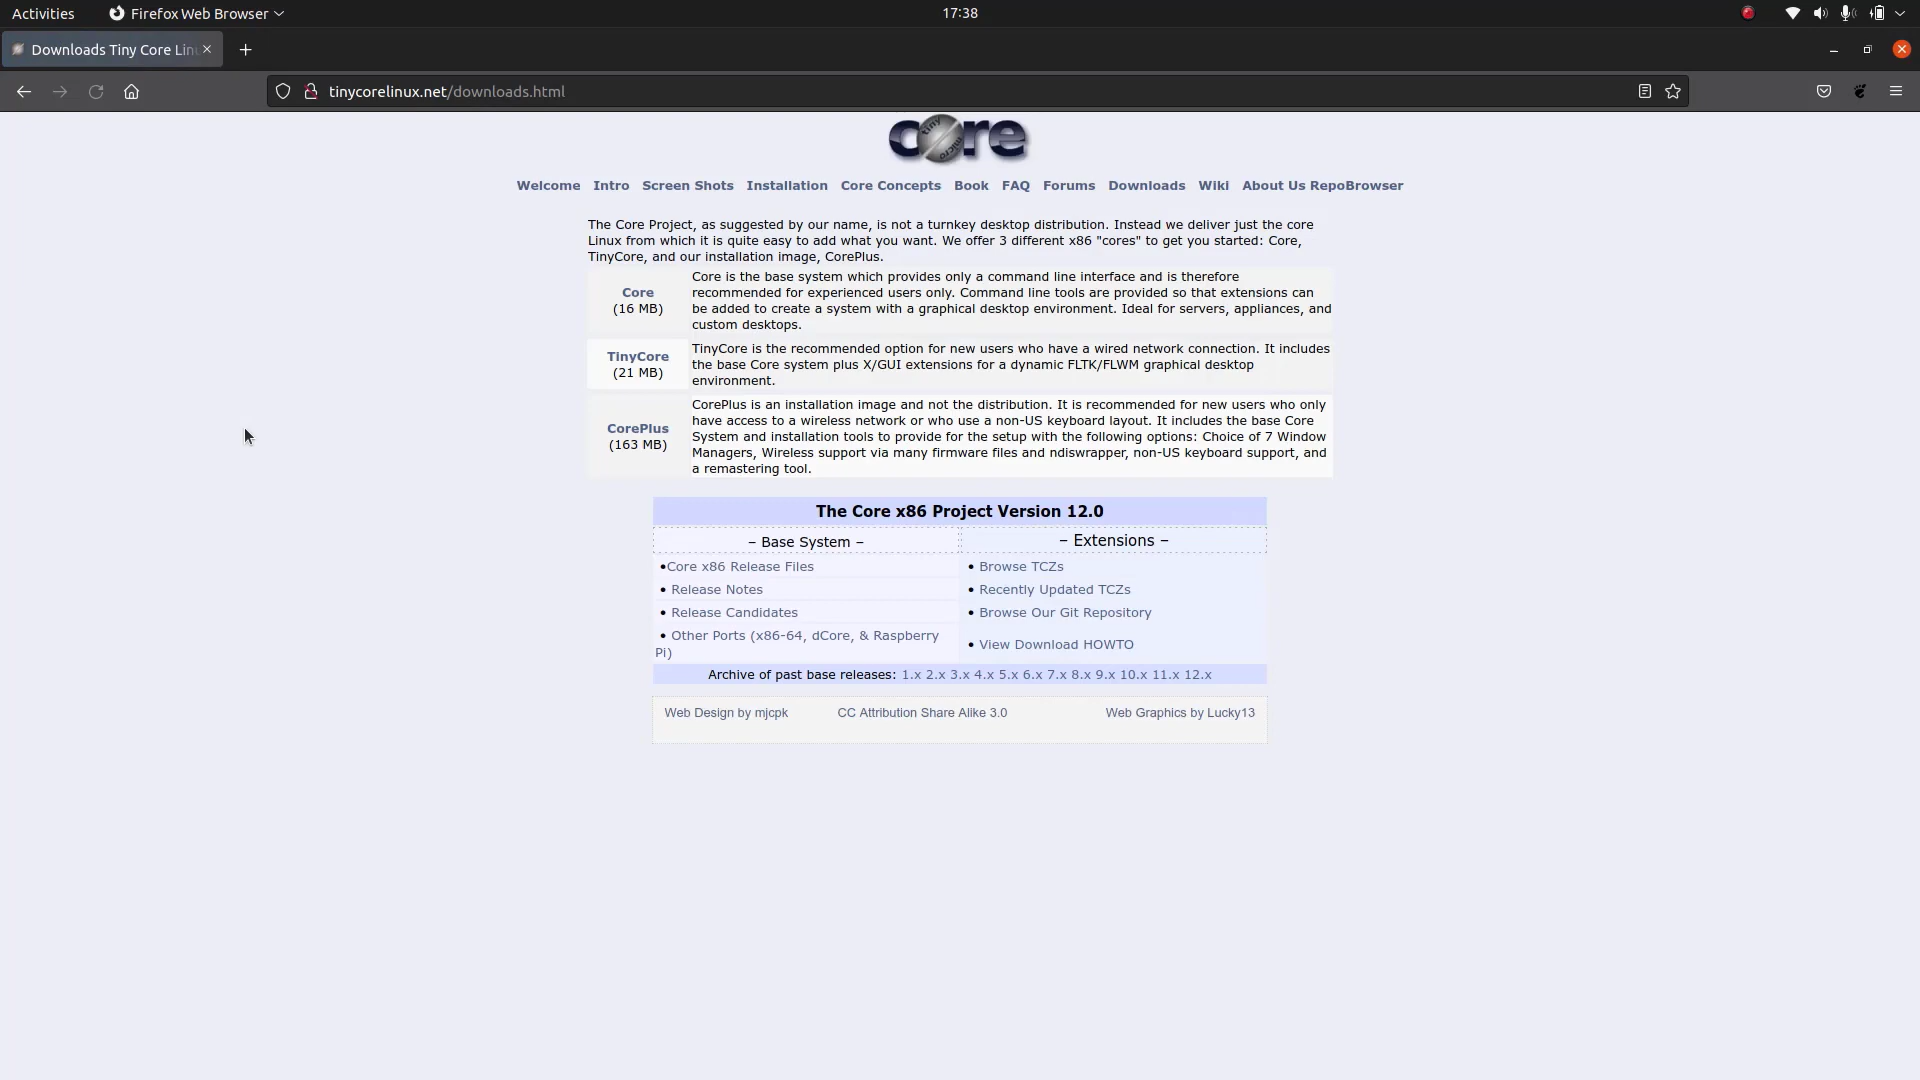 Activities Firefox Web Browser 17:38
Downloads Tiny Core Lin
tinycorelinux.net/downloads.html
core
tiny
micro
Welcome Intro Screen Shots Installation Core Concepts Book FAQ Forums Downloads Wiki About Us RepoBrowser
The Core Project, as suggested by our name, is not a turnkey desktop distribution. Instead we deliver just the core
Linux from which it is quite easy to add what you want. We offer 3 different x86 "cores" to get you started: Core,
TinyCore, and our installation image, CorePlus.
Core
(16 MB)
Core is the base system which provides only a command line interface and is therefore
recommended for experienced users only. Command line tools are provided so that extensions can
be added to create a system with a graphical desktop environment. Ideal for servers, appliances, and
custom desktops.
TinyCore
(21 MB)
TinyCore is the recommended option for new users who have a wired network connection. It includes
the base Core system plus X/GUI extensions for a dynamic FLTK/FLWM graphical desktop
environment.
CorePlus
(163 MB)
CorePlus is an installation image and not the distribution. It is recommended for new users who only
have access to a wireless network or who use a non-US keyboard layout. It includes the base Core
System and installation tools to provide for the setup with the following options: Choice of 7 Window
Managers, Wireless support via many firmware files and ndiswrapper, non-US keyboard support, and
a remastering tool.
The Core x86 Project Version 12.0
– Base System –
•Core x86 Release Files
• Release Notes
• Release Candidates
• Other Ports (x86-64, dCore, & Raspberry
Pi)
– Extensions –
• Browse TCZs
• Recently Updated TCZs
• Browse Our Git Repository
• View Download HOWTO
Archive of past base releases: 1.x 2.x 3.x 4.x 5.x 6.x 7.x 8.x 9.x 10.x 11.x 12.x
Web Design by mjcpk CC Attribution Share Alike 3.0 Web Graphics by Lucky13